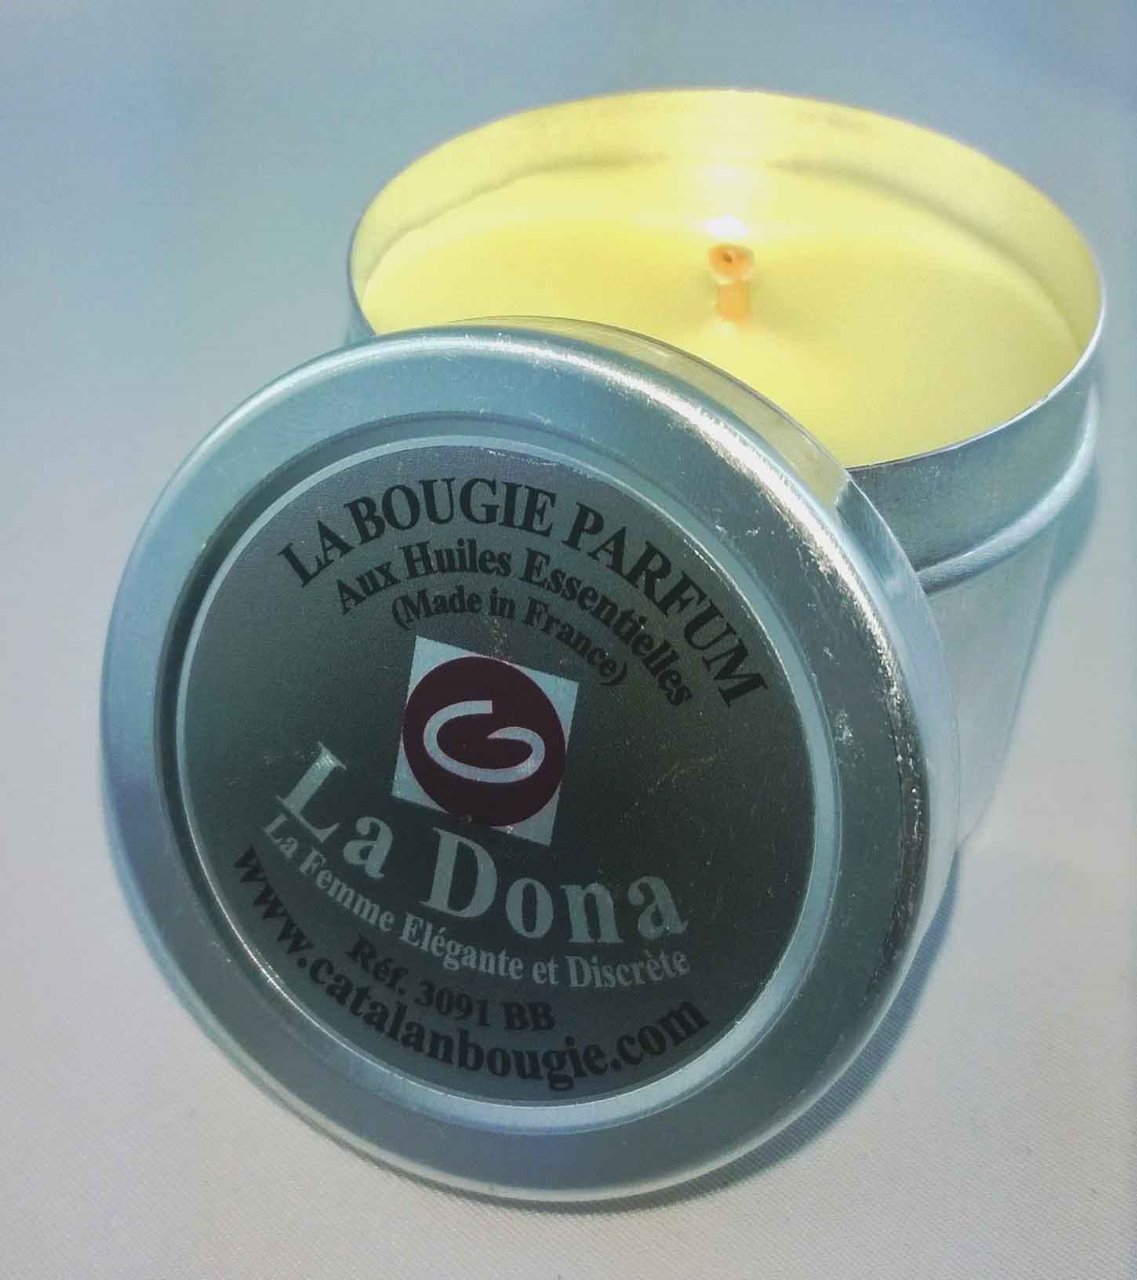 LA BOUGIE PARFUM
Aux Huiles Essentielles
(Made in France)
G
La Dona
La Femme Elégante et Discrète
Réf. 3091 BB
www.catalanbougie.com